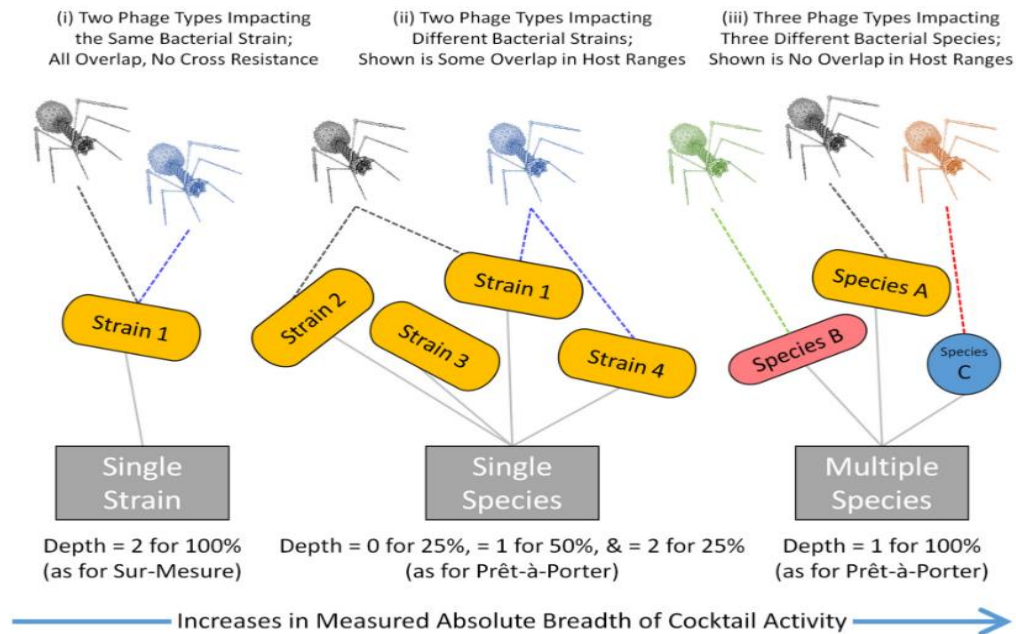 (i) Two Phage Types Impacting
the Same Bacterial Strain;
All Overlap, No Cross Resistance
(ii) Two Phage Types Impacting
Different Bacterial Strains;
Shown is Some Overlap in Host Ranges
(iii) Three Phage Types Impacting
Three Different Bacterial Species;
Shown is No Overlap in Host Ranges
Strain 1
Strain 2
Strain 3
Strain 1
Strain 4
Species B
Species A
Species
C
Single
Strain
Single
Species
Multiple
Species
Depth = 2 for 100%
(as for Sur-Mesure)
Depth = 0 for 25%, = 1 for 50%, & = 2 for 25%
(as for Prêt-à-Porter)
Depth = 1 for 100%
(as for Prêt-à-Porter)
Increases in Measured Absolute Breadth of Cocktail Activity